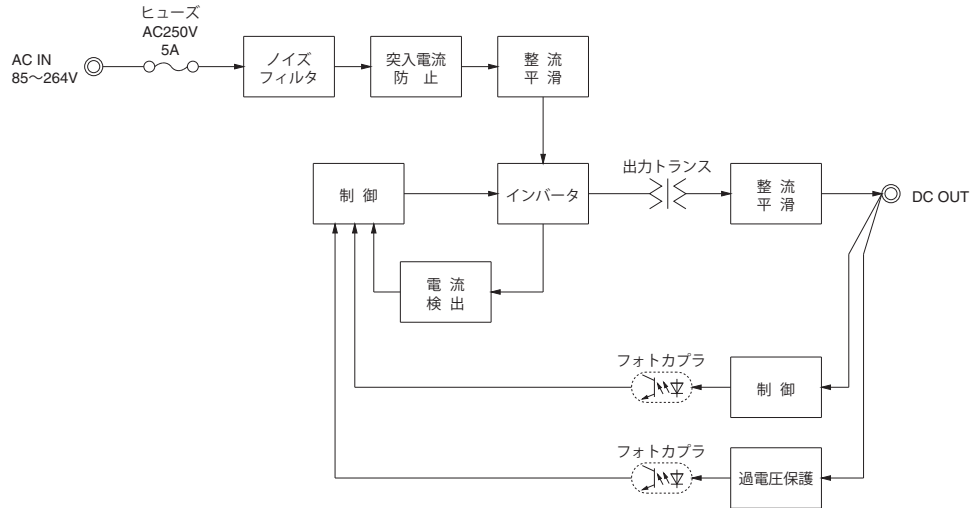 ヒューズ
AC250V
5A
AC IN
85～264V
ノイズ
フィルタ
突入電流
防 止
整 流
平 滑
制 御
インバータ
出力トランス
整 流
平 滑
DC OUT
電 流
検 出
フォトカプラ
制 御
フォトカプラ
過電圧保護